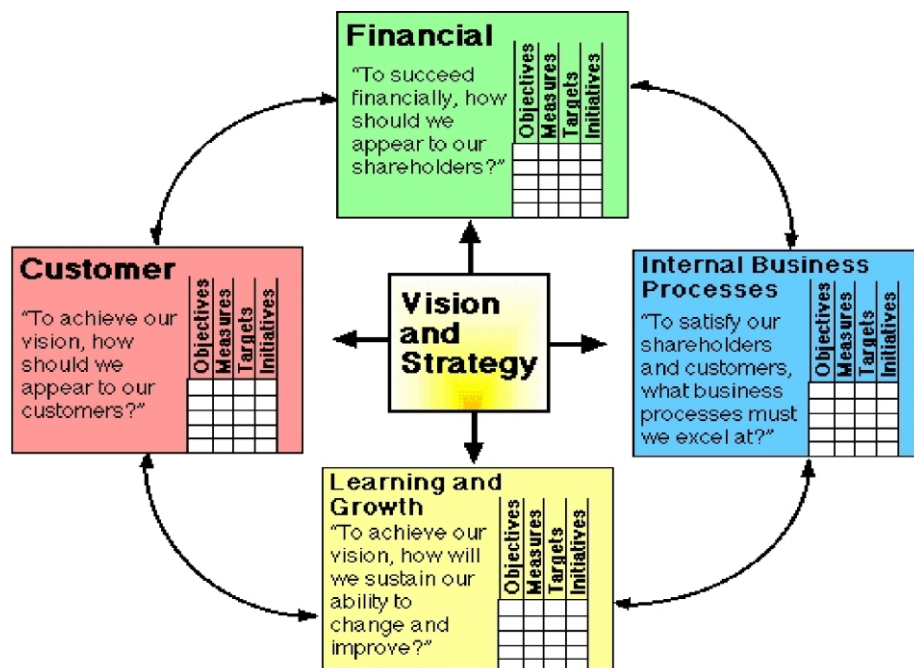 Financial
"To succeed
financially, how
should we
appear to our
shareholders?"
Objectives
Measures
Targets
Initiatives
Customer
"To achieve our
vision, how
should we
appear to our
customers?"
Objectives
Measures
Targets
Initiatives
Vision
and
Strategy
Internal Business
Processes
"To satisfy our
shareholders
and customers,
what business
processes must
we excel at?"
Objectives
Measures
Targets
Initiatives
Learning and
Growth
"To achieve our
vision, how will
we sustain our
ability to
change and
improve?"
Objectives
Measures
Targets
Initiatives